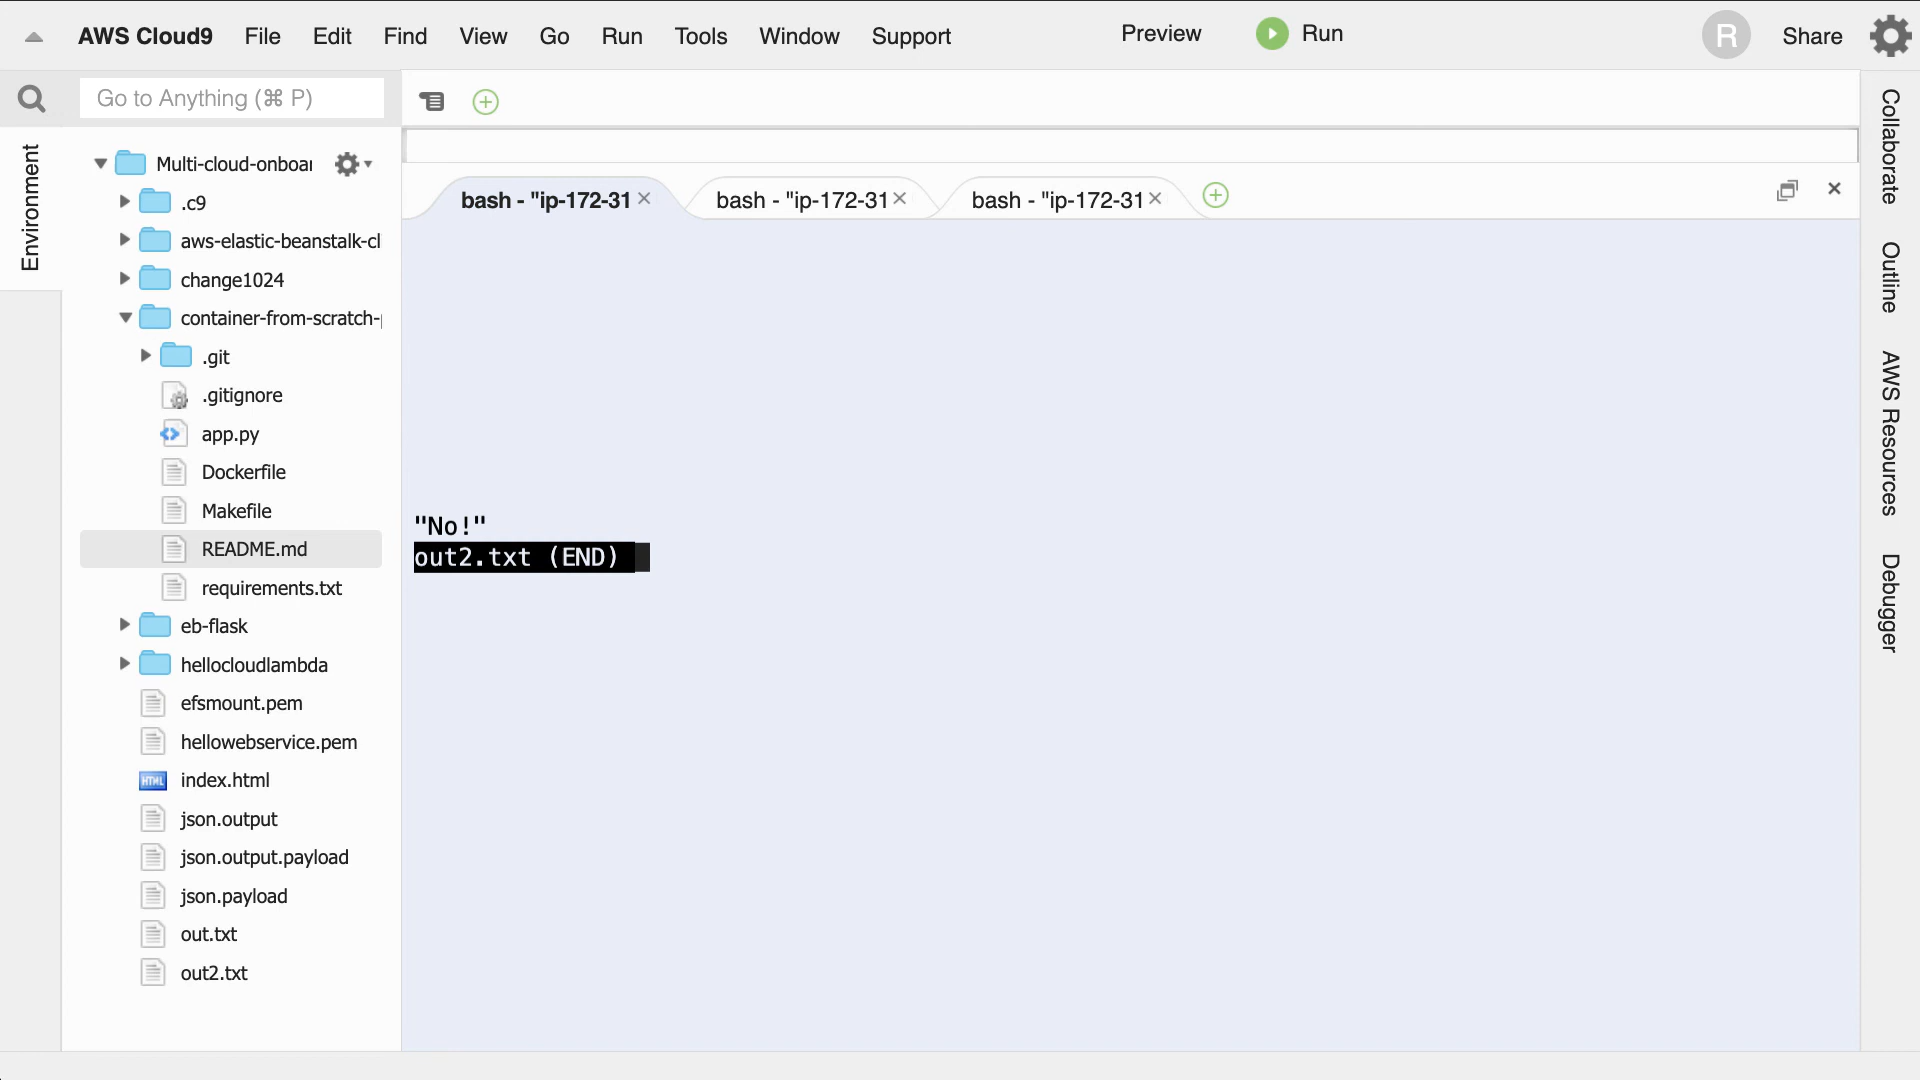 AWS Cloud9 File Edit Find View Go Run Tools Window Support Preview Run R Share
Go to Anything (⌘ P)
Environment
Multi-cloud-onboar
.c9
aws-elastic-beanstalk-cl
change1024
container-from-scratch-
.git
.gitignore
app.py
Dockerfile
Makefile
README.md
requirements.txt
eb-flask
hellocloudlambda
efsmount.pem
hellowebservice.pem
HTML index.html
json.output
json.output.payload
json.payload
out.txt
out2.txt
bash - "ip-172-31 bash - "ip-172-31 bash - "ip-172-31
"No!"
out2.txt (END)
Collaborate
Outline
AWS Resources
Debugger